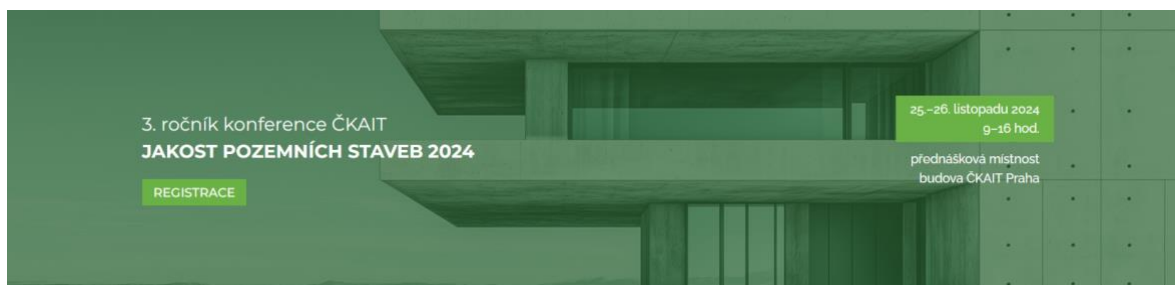 3. ročník konference ČKAIT
JAKOST POZEMNÍCH STAVEB 2024
REGISTRACE
25.–26. listopadu 2024
9–16 hod.
přednášková místnost
budova ČKAIT Praha